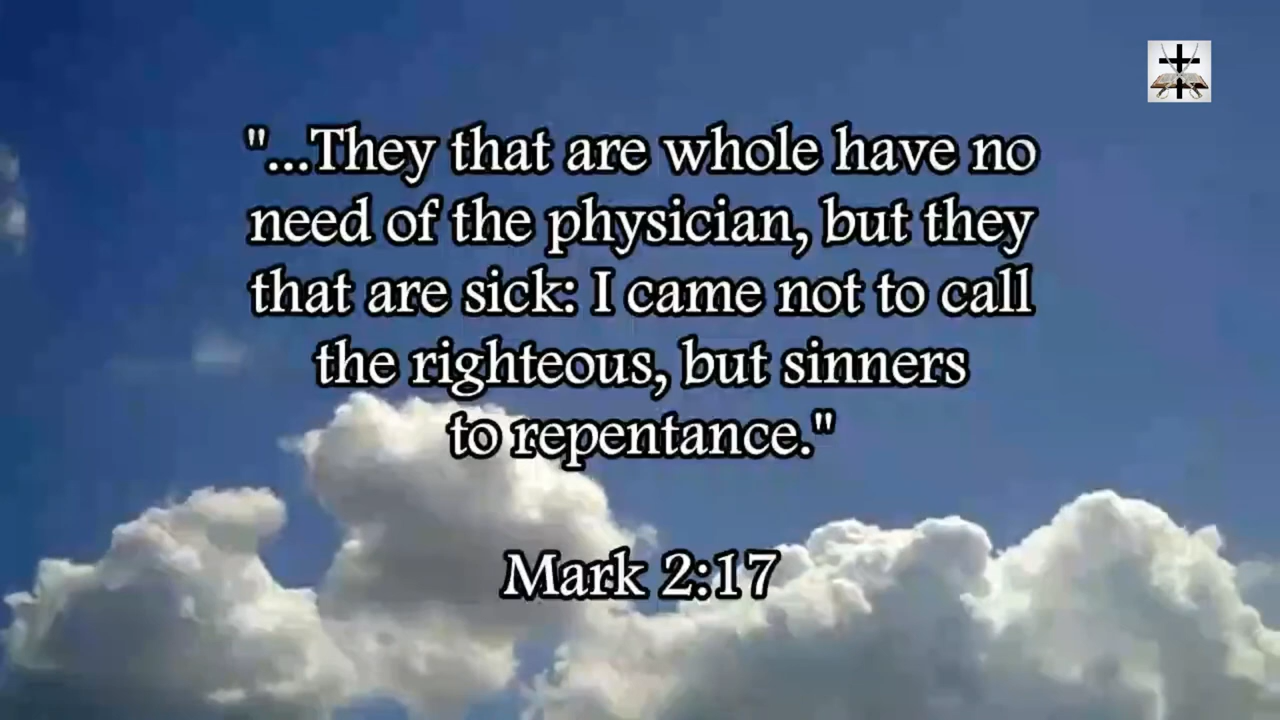 "...They that are whole have no
need of the physician, but they
that are sick: I came not to call
the righteous, but sinners
to repentance."
Mark 2:17